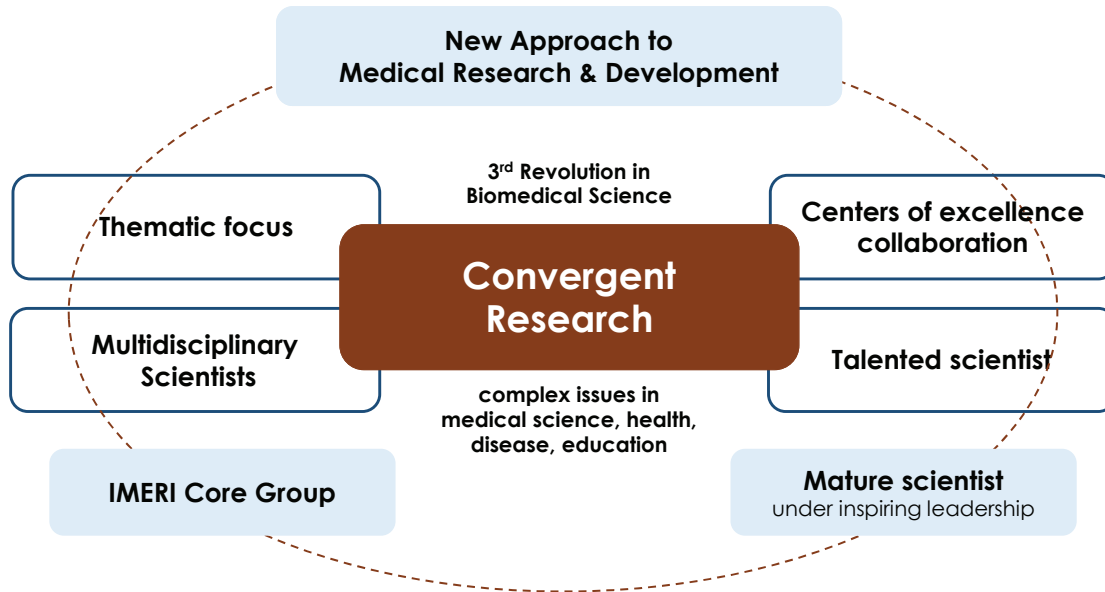 New Approach to
Medical Research & Development
3rd Revolution in
Biomedical Science
Thematic focus
Centers of excellence
collaboration
Convergent
Research
Multidisciplinary
Scientists
Talented scientist
complex issues in
medical science, health,
disease, education
IMERI Core Group
Mature scientist
under inspiring leadership